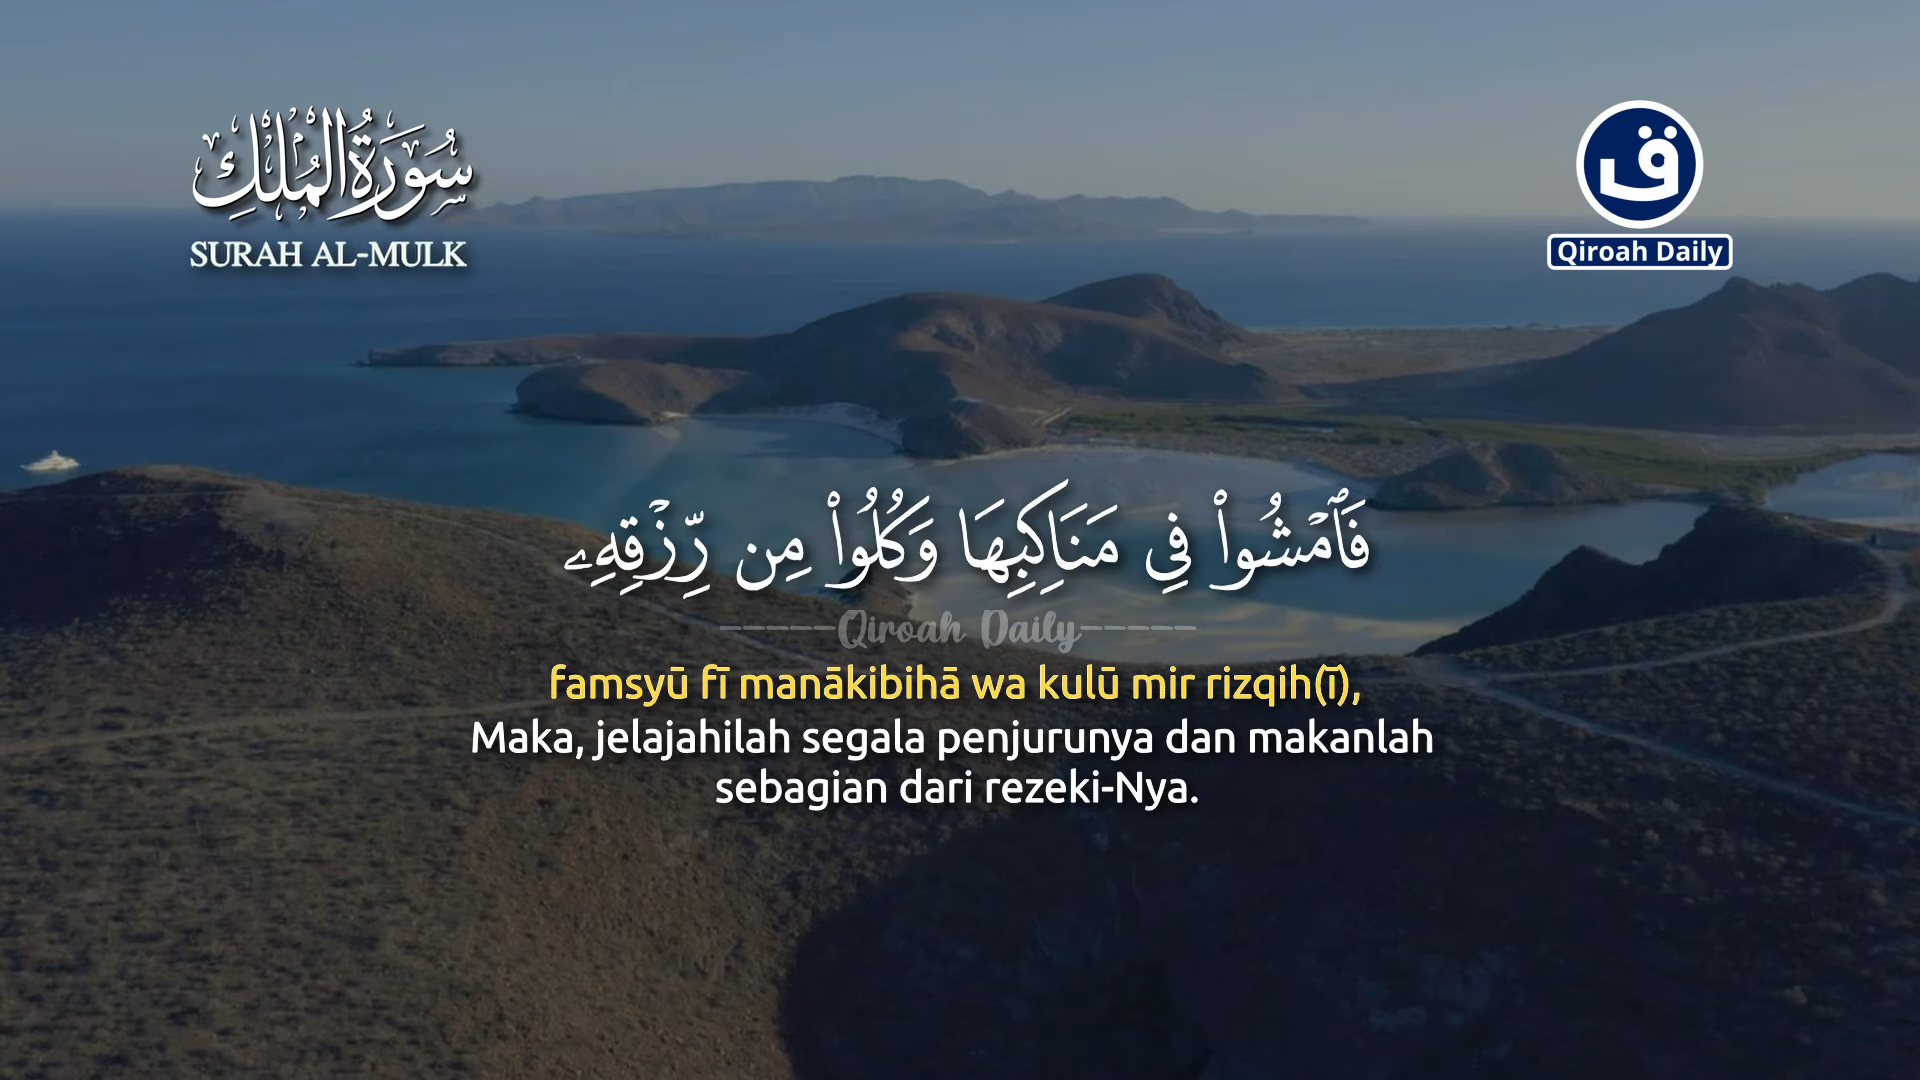 سُورَةُ الْمُلْكِ
SURAH AL-MULK
ق
Qiroah Daily
فَٱمْشُوا۟ فِى مَنَاكِبِهَا وَكُلُوا۟ مِن رِّزْقِهِۦ
-----Qiroah Daily-----
famsyū fī manākibihā wa kulū mir rizqih(ī),
Maka, jelajahilah segala penjurunya dan makanlah
sebagian dari rezeki-Nya.